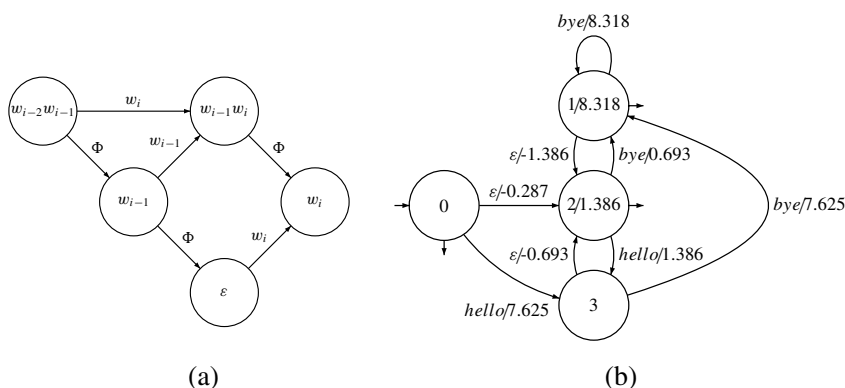 w_{i-2}w_{i-1}
w_i
w_{i-1}w_i
Φ
w_{i-1}
Φ
w_{i-1}
w_i
Φ
w_i
ε
(a)
bye/8.318
1/8.318
ε/-1.386
bye/0.693
ε/-0.287
0
2/1.386
bye/7.625
ε/-0.693
hello/1.386
hello/7.625
3
(b)